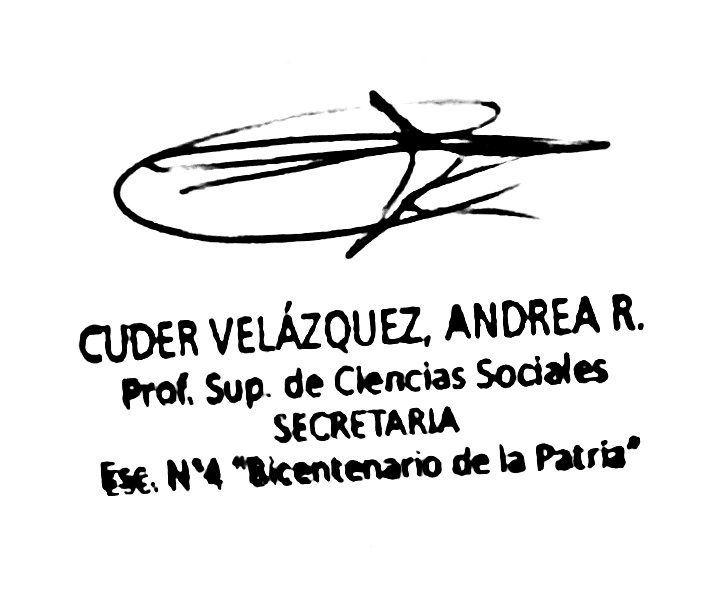 CUDER VELÁZQUEZ, ANDREA R.
Prof. Sup. de Ciencias Sociales
SECRETARIA
Esc. N°4 "Bicentenario de la Patria"